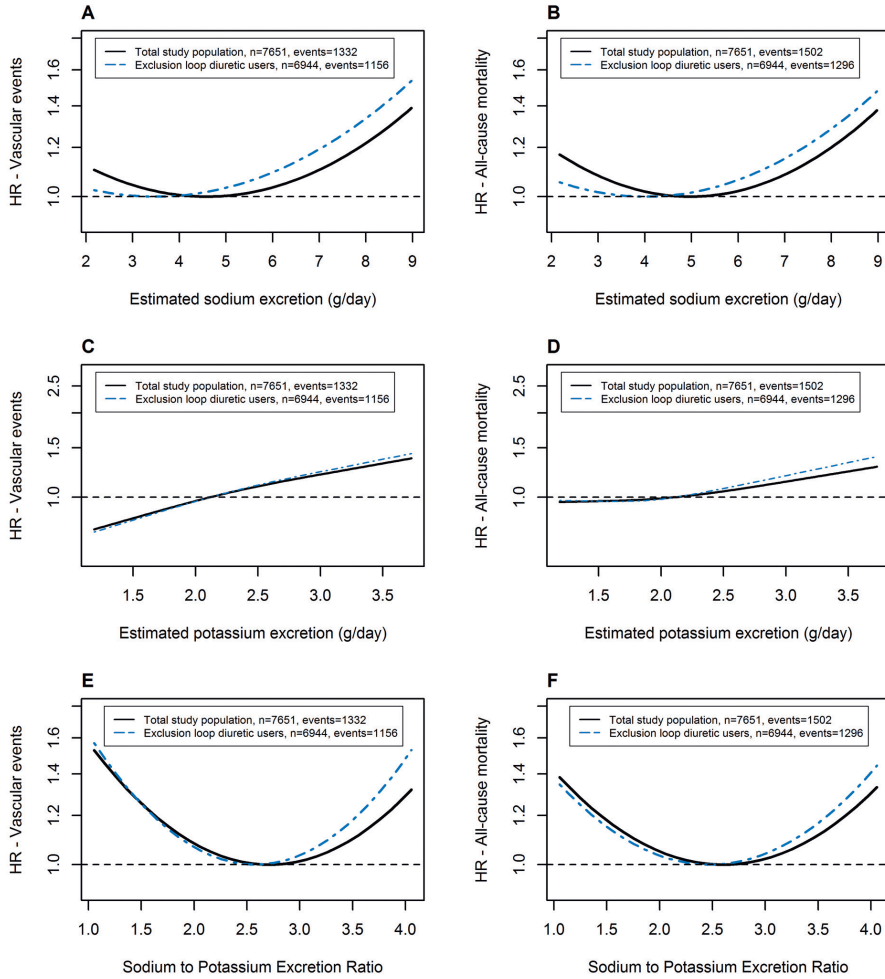 A
HR - Vascular events
1.0 1.2 1.4 1.6
Total study population, n=7651, events=1332
Exclusion loop diuretic users, n=6944, events=1156
2 3 4 5 6 7 8 9
Estimated sodium excretion (g/day)
B
HR - All-cause mortality
1.0 1.2 1.4 1.6
Total study population, n=7651, events=1502
Exclusion loop diuretic users, n=6944, events=1296
2 3 4 5 6 7 8 9
Estimated sodium excretion (g/day)
C
HR - Vascular events
1.0 1.5 2.5
Total study population, n=7651, events=1332
Exclusion loop diuretic users, n=6944, events=1156
1.5 2.0 2.5 3.0 3.5
Estimated potassium excretion (g/day)
D
HR - All-cause mortality
1.0 1.5 2.5
Total study population, n=7651, events=1502
Exclusion loop diuretic users, n=6944, events=1296
1.5 2.0 2.5 3.0 3.5
Estimated potassium excretion (g/day)
E
HR - Vascular events
1.0 1.2 1.4 1.6
Total study population, n=7651, events=1332
Exclusion loop diuretic users, n=6944, events=1156
1.0 1.5 2.0 2.5 3.0 3.5 4.0
Sodium to Potassium Excretion Ratio
F
HR - All-cause mortality
1.0 1.2 1.4 1.6
Total study population, n=7651, events=1502
Exclusion loop diuretic users, n=6944, events=1296
1.0 1.5 2.0 2.5 3.0 3.5 4.0
Sodium to Potassium Excretion Ratio